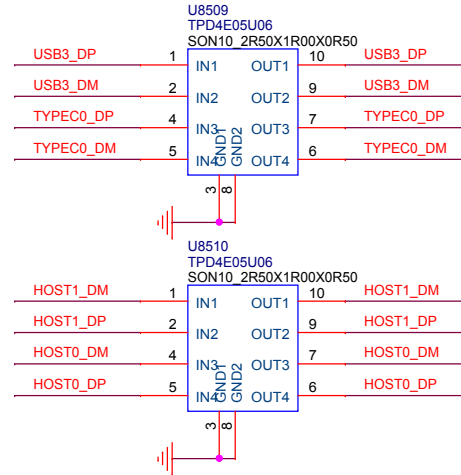 U8509
TPD4E05U06
SON10_2R50X1R00X0R50
USB3_DP 1 IN1 OUT1 10 USB3_DP
USB3_DM 2 IN2 OUT2 9 USB3_DM
TYPEC0_DP 4 IN3 OUT3 7 TYPEC0_DP
TYPEC0_DM 5 IN4 OUT4 6 TYPEC0_DM
GND1 GND2
3 8
U8510
TPD4E05U06
SON10_2R50X1R00X0R50
HOST1_DM 1 IN1 OUT1 10 HOST1_DM
HOST1_DP 2 IN2 OUT2 9 HOST1_DP
HOST0_DM 4 IN3 OUT3 7 HOST0_DM
HOST0_DP 5 IN4 OUT4 6 HOST0_DP
GND1 GND2
3 8